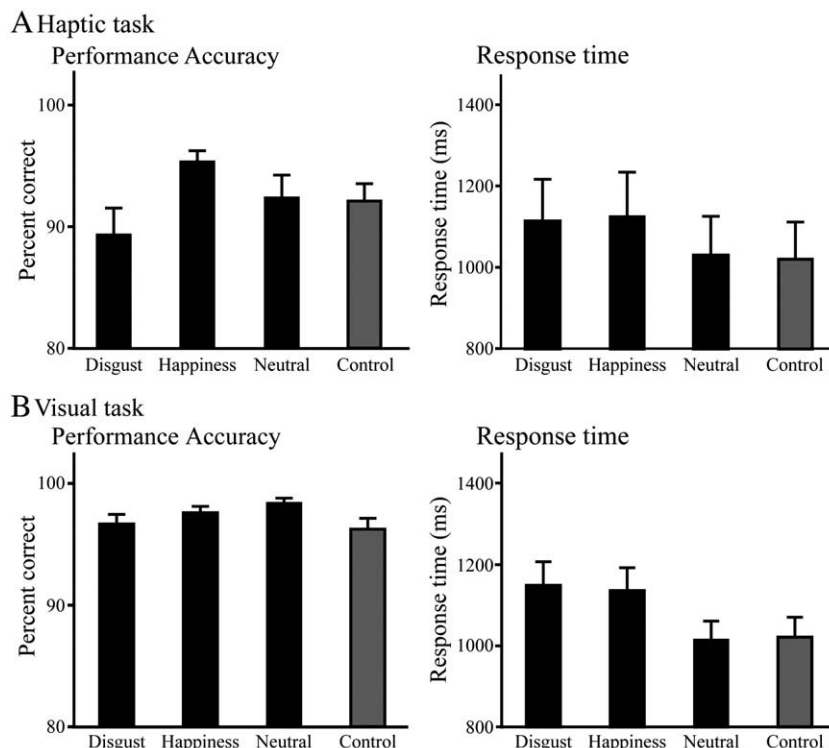 A Haptic task
Performance Accuracy
Percent correct
100
90
80
Disgust Happiness Neutral Control
Response time
Response time (ms)
1400
1200
1000
800
Disgust Happiness Neutral Control
B Visual task
Performance Accuracy
Percent correct
100
90
80
Disgust Happiness Neutral Control
Response time
Response time (ms)
1400
1200
1000
800
Disgust Happiness Neutral Control